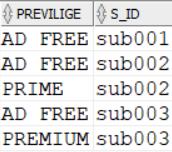 PREVILIGE S_ID
AD FREE sub001
AD FREE sub002
PRIME sub002
AD FREE sub003
PREMIUM sub003